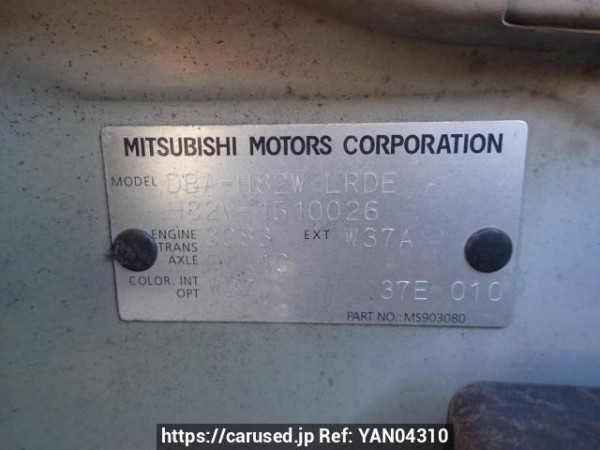 MITSUBISHI MOTORS CORPORATION
MODEL DBA-H82W LRDE
H82W-1510026
ENGINE 3G83 EXT W37A
TRANS
AXLE
COLOR. INT 37E 010
OPT
PART NO.: MS903080
https://carused.jp Ref: YAN04310